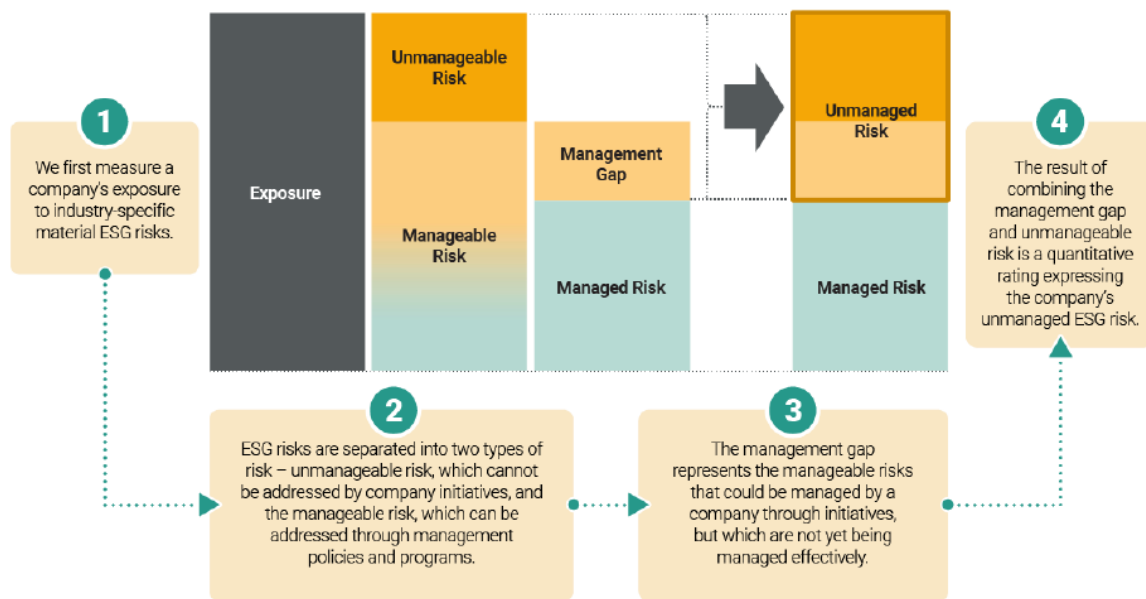 Unmanageable
Risk
Exposure
Manageable
Risk
Management
Gap
Managed Risk
Unmanaged
Risk
Managed Risk
1
We first measure a
company's exposure
to industry-specific
material ESG risks.
2
ESG risks are separated into two types of
risk – unmanageable risk, which cannot
be addressed by company initiatives, and
the manageable risk, which can be
addressed through management
policies and programs.
3
The management gap
represents the manageable risks
that could be managed by a
company through initiatives,
but which are not yet being
managed effectively.
4
The result of
combining the
management gap
and unmanageable
risk is a quantitative
rating expressing
the company's
unmanaged ESG risk.